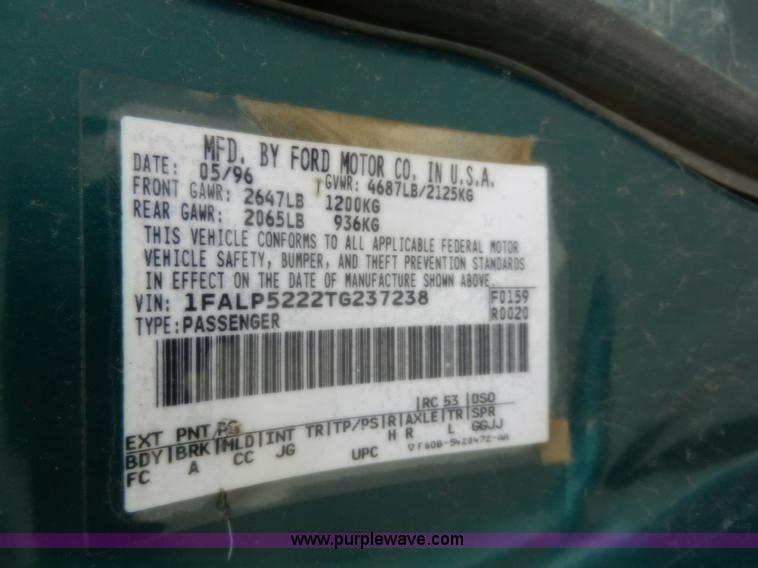 MFD. BY FORD MOTOR CO. IN U.S.A.
DATE: 05/96 GVWR: 4687LB/2125KG
FRONT GAWR: 2647LB 1200KG
REAR GAWR: 2065LB 936KG
THIS VEHICLE CONFORMS TO ALL APPLICABLE FEDERAL MOTOR
VEHICLE SAFETY, BUMPER, AND THEFT PREVENTION STANDARDS
IN EFFECT ON THE DATE OF MANUFACTURE SHOWN ABOVE.
VIN: 1FALP5222TG237238 F0159
TYPE: PASSENGER R0020
EXT PNT: RC 53 DSO
BDY BRK MLD INT TR TP/PS R AXLE TR SPR
FC A CC JG UPC H R L GGJJ
www.purplewave.com